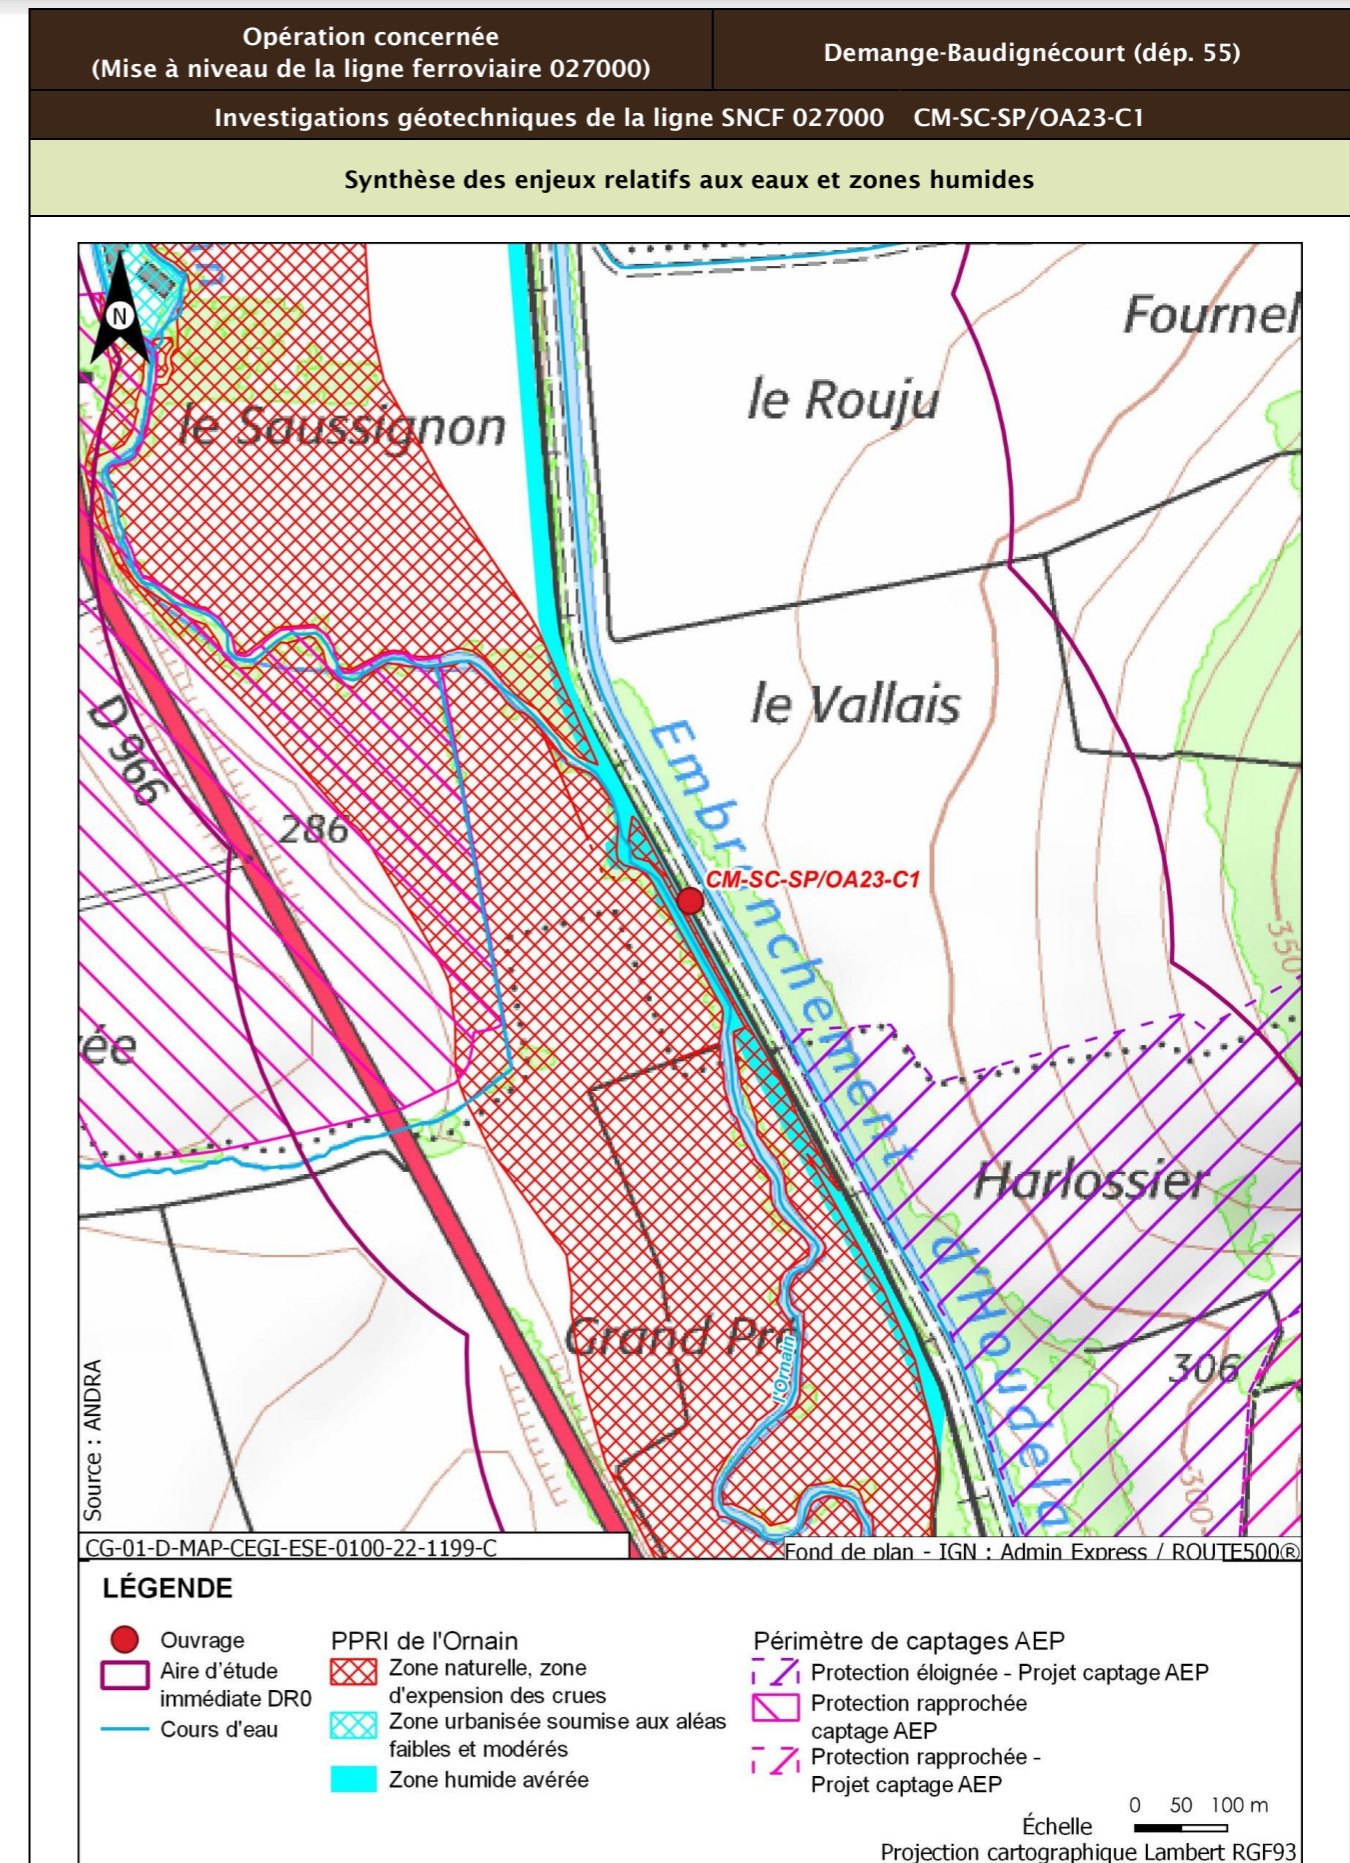 Opération concernée
(Mise à niveau de la ligne ferroviaire 027000)
Demange-Baudignécourt (dép. 55)
Investigations géotechniques de la ligne SNCF 027000 CM-SC-SP/OA23-C1
Synthèse des enjeux relatifs aux eaux et zones humides
N
Fournel
le Rouju
le Saussignon
le Vallais
D 966
286
Embranchement d'Houdela
CM-SC-SP/OA23-C1
350
rée
Harlossier
Grand Pré
l'Ornain
306
300
Source : ANDRA
CG-01-D-MAP-CEGI-ESE-0100-22-1199-C
Fond de plan - IGN : Admin Express / ROUTE500®
LÉGENDE
Ouvrage
Aire d'étude
immédiate DR0
Cours d'eau
PPRI de l'Ornain
Zone naturelle, zone
d'expension des crues
Zone urbanisée soumise aux aléas
faibles et modérés
Zone humide avérée
Périmètre de captages AEP
Protection éloignée - Projet captage AEP
Protection rapprochée
captage AEP
Protection rapprochée -
Projet captage AEP
0 50 100 m
Échelle
Projection cartographique Lambert RGF93